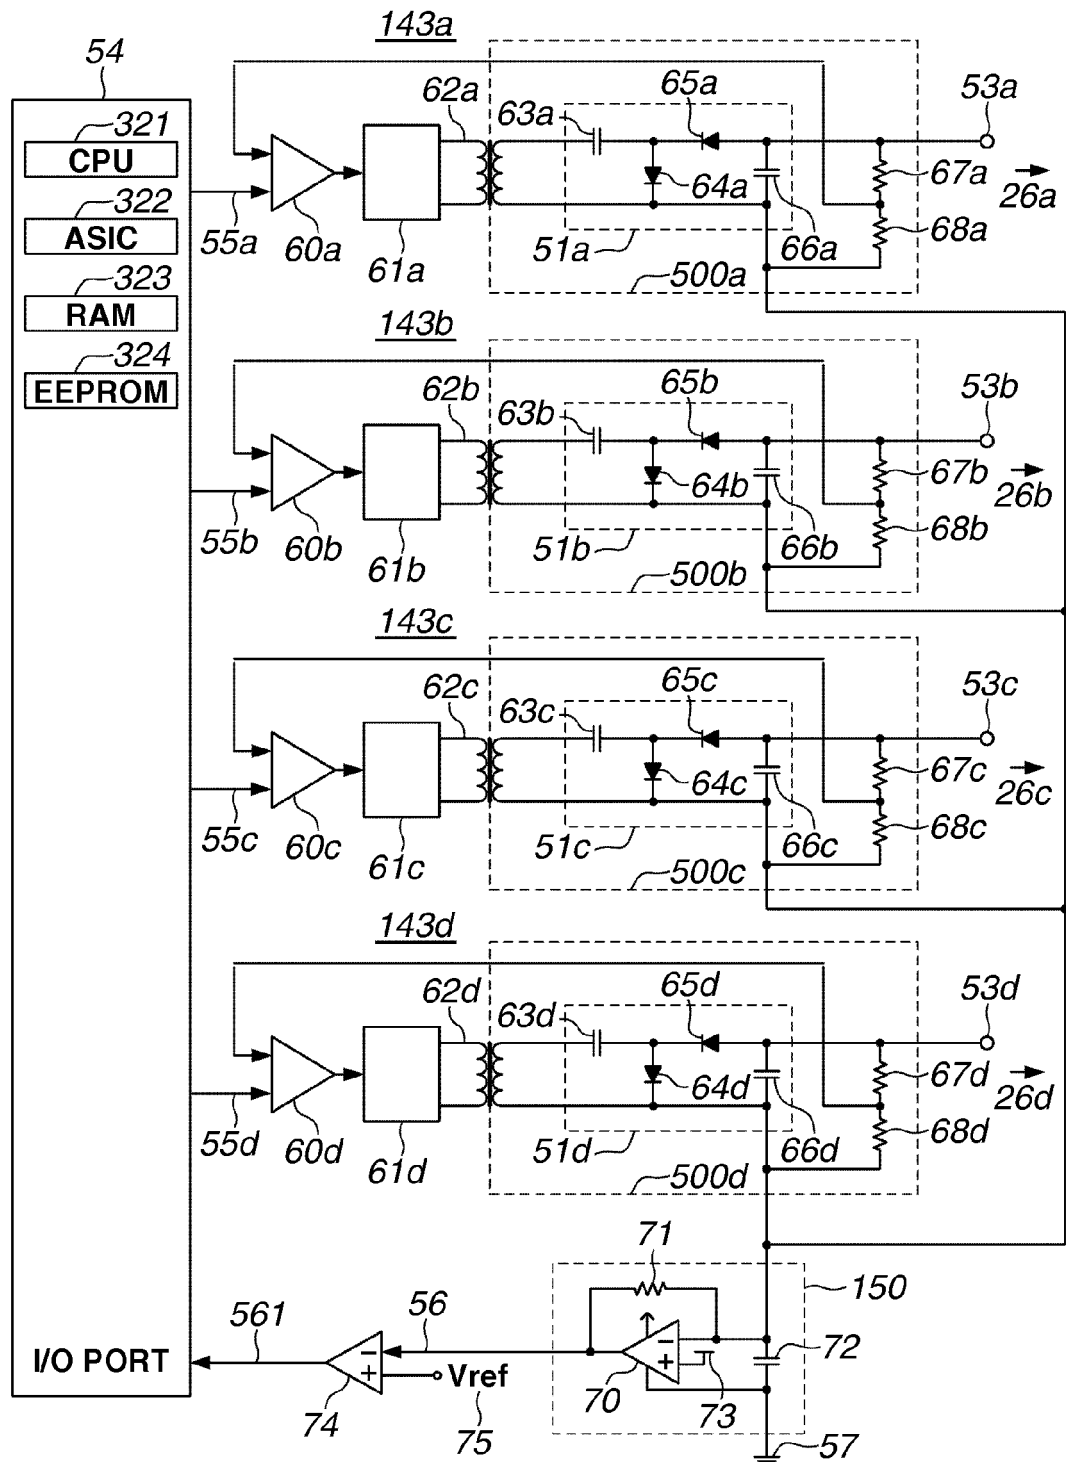 143a
54
65a
53a
62a
63a
321
CPU
67a
26a
64a
322
ASIC
55a
60a
61a
51a
66a
68a
500a
323
RAM
143b
324
EEPROM
65b
53b
62b
63b
67b
26b
64b
55b
60b
61b
51b
66b
68b
500b
143c
65c
53c
62c
63c
67c
26c
64c
55c
60c
61c
51c
66c
68c
500c
143d
65d
53d
62d
63d
67d
26d
64d
55d
60d
61d
51d
66d
68d
500d
71
150
561
56
I/O PORT
−
+
Vref
−
+
72
74
75
70
73
57